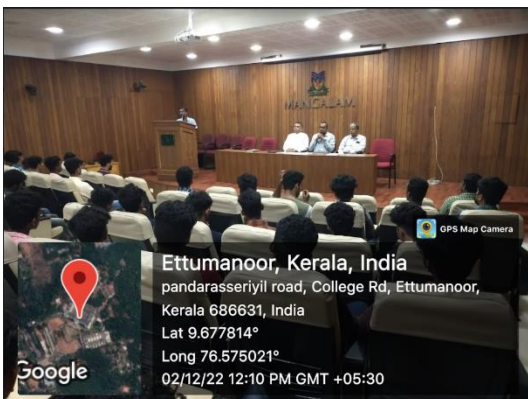 MANGALAM
GPS Map Camera
Ettumanoor, Kerala, India
pandarasseriyil road, College Rd, Ettumanoor,
Kerala 686631, India
Lat 9.677814°
Long 76.575021°
02/12/22 12:10 PM GMT +05:30
Google